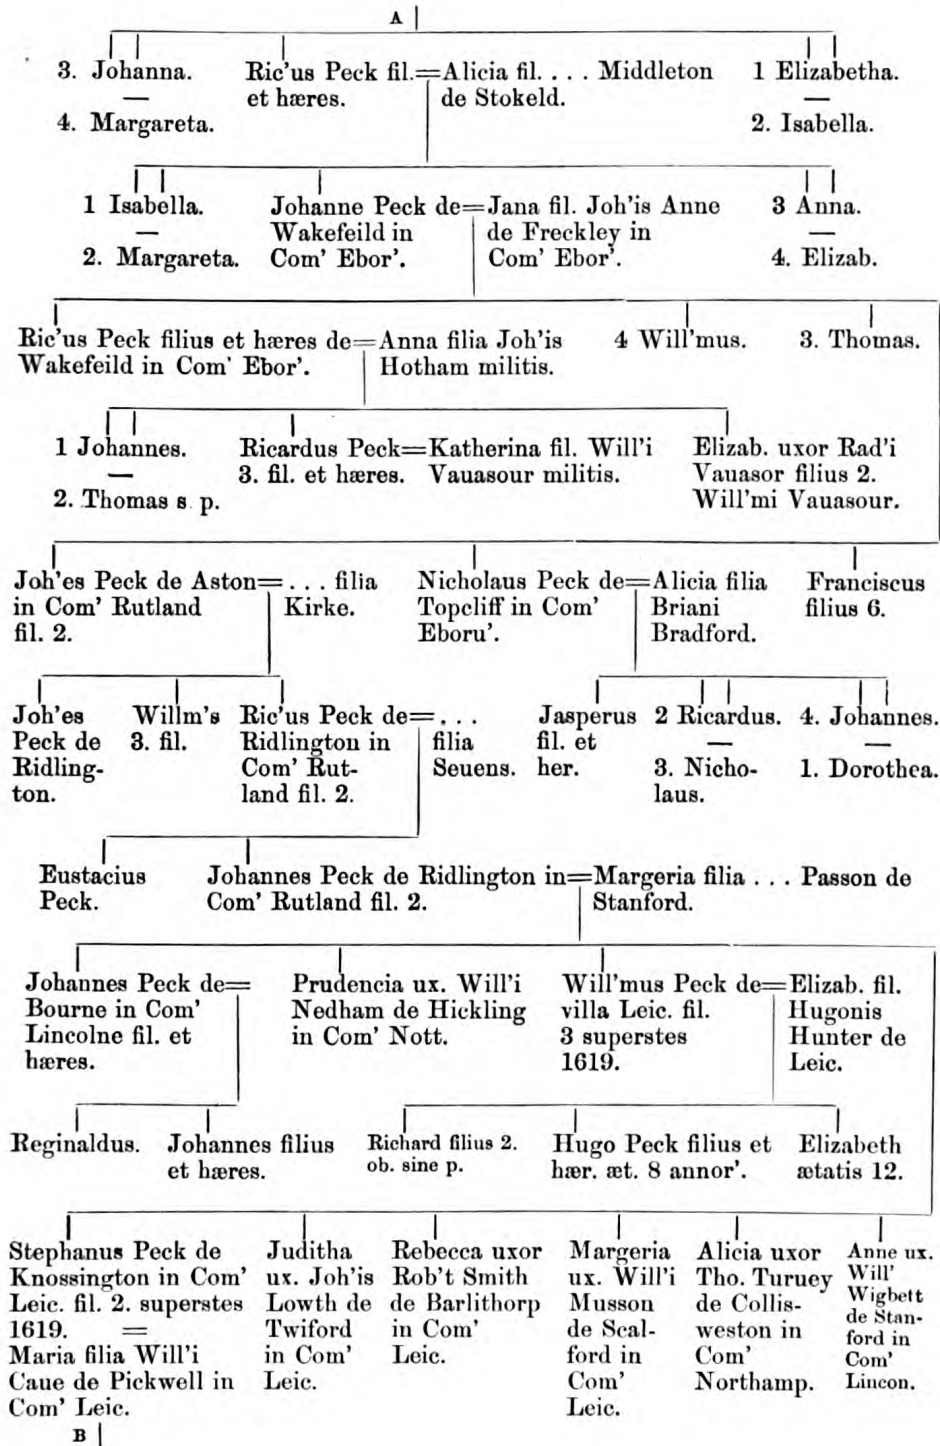 A
3. Johanna.
—
4. Margareta.
Ric'us Peck fil.=Alicia fil. . . . Middleton
et hæres. de Stokeld.
1 Elizabetha.
—
2. Isabella.
1 Isabella.
—
2. Margareta.
Johanne Peck de=Jana fil. Joh'is Anne
Wakefeild in de Freckley in
Com' Ebor'. Com' Ebor'.
3 Anna.
—
4. Elizab.
Ric'us Peck filius et hæres de=Anna filia Joh'is
Wakefeild in Com' Ebor'. Hotham militis.
4 Will'mus.
3. Thomas.
1 Johannes.
—
2. Thomas s. p.
Ricardus Peck=Katherina fil. Will'i
3. fil. et hæres. Vauasour militis.
Elizab. uxor Rad'i
Vauasor filius 2.
Will'mi Vauasour.
Joh'es Peck de Aston=. . . filia
in Com' Rutland Kirke.
fil. 2.
Nicholaus Peck de=Alicia filia
Topcliff in Com' Briani
Eboru'. Bradford.
Franciscus
filius 6.
Joh'es
Peck de
Ridling-
ton.
Willm's
3. fil.
Ric'us Peck de=. . .
Ridlington in filia
Com' Rut- Seuens.
land fil. 2.
Jasperus
fil. et
her.
2 Ricardus.
—
3. Nicho-
laus.
4. Johannes.
—
1. Dorothea.
Eustacius
Peck.
Johannes Peck de Ridlington in=Margeria filia . . . Passon de
Com' Rutland fil. 2. Stanford.
Johannes Peck de=
Bourne in Com'
Lincolne fil. et
hæres.
Prudencia ux. Will'i
Nedham de Hickling
in Com' Nott.
Will'mus Peck de=Elizab. fil.
villa Leic. fil. Hugonis
3 superstes Hunter de
1619. Leic.
Reginaldus.
Johannes filius
et hæres.
Richard filius 2.
ob. sine p.
Hugo Peck filius et
hær. æt. 8 annor'.
Elizabeth
ætatis 12.
Stephanus Peck de
Knossington in Com'
Leic. fil. 2. superstes
1619. =
Maria filia Will'i
Caue de Pickwell in
Com' Leic.
Juditha
ux. Joh'is
Lowth de
Twiford
in Com'
Leic.
Rebecca uxor
Rob't Smith
de Barlithorp
in Com'
Leic.
Margeria
ux. Will'i
Musson
de Scal-
ford in
Com'
Leic.
Alicia uxor
Tho. Turuey
de Collis-
weston in
Com'
Northamp.
Anne ux.
Will'
Wigbett
de Stan-
ford in
Com'
Lincon.
B